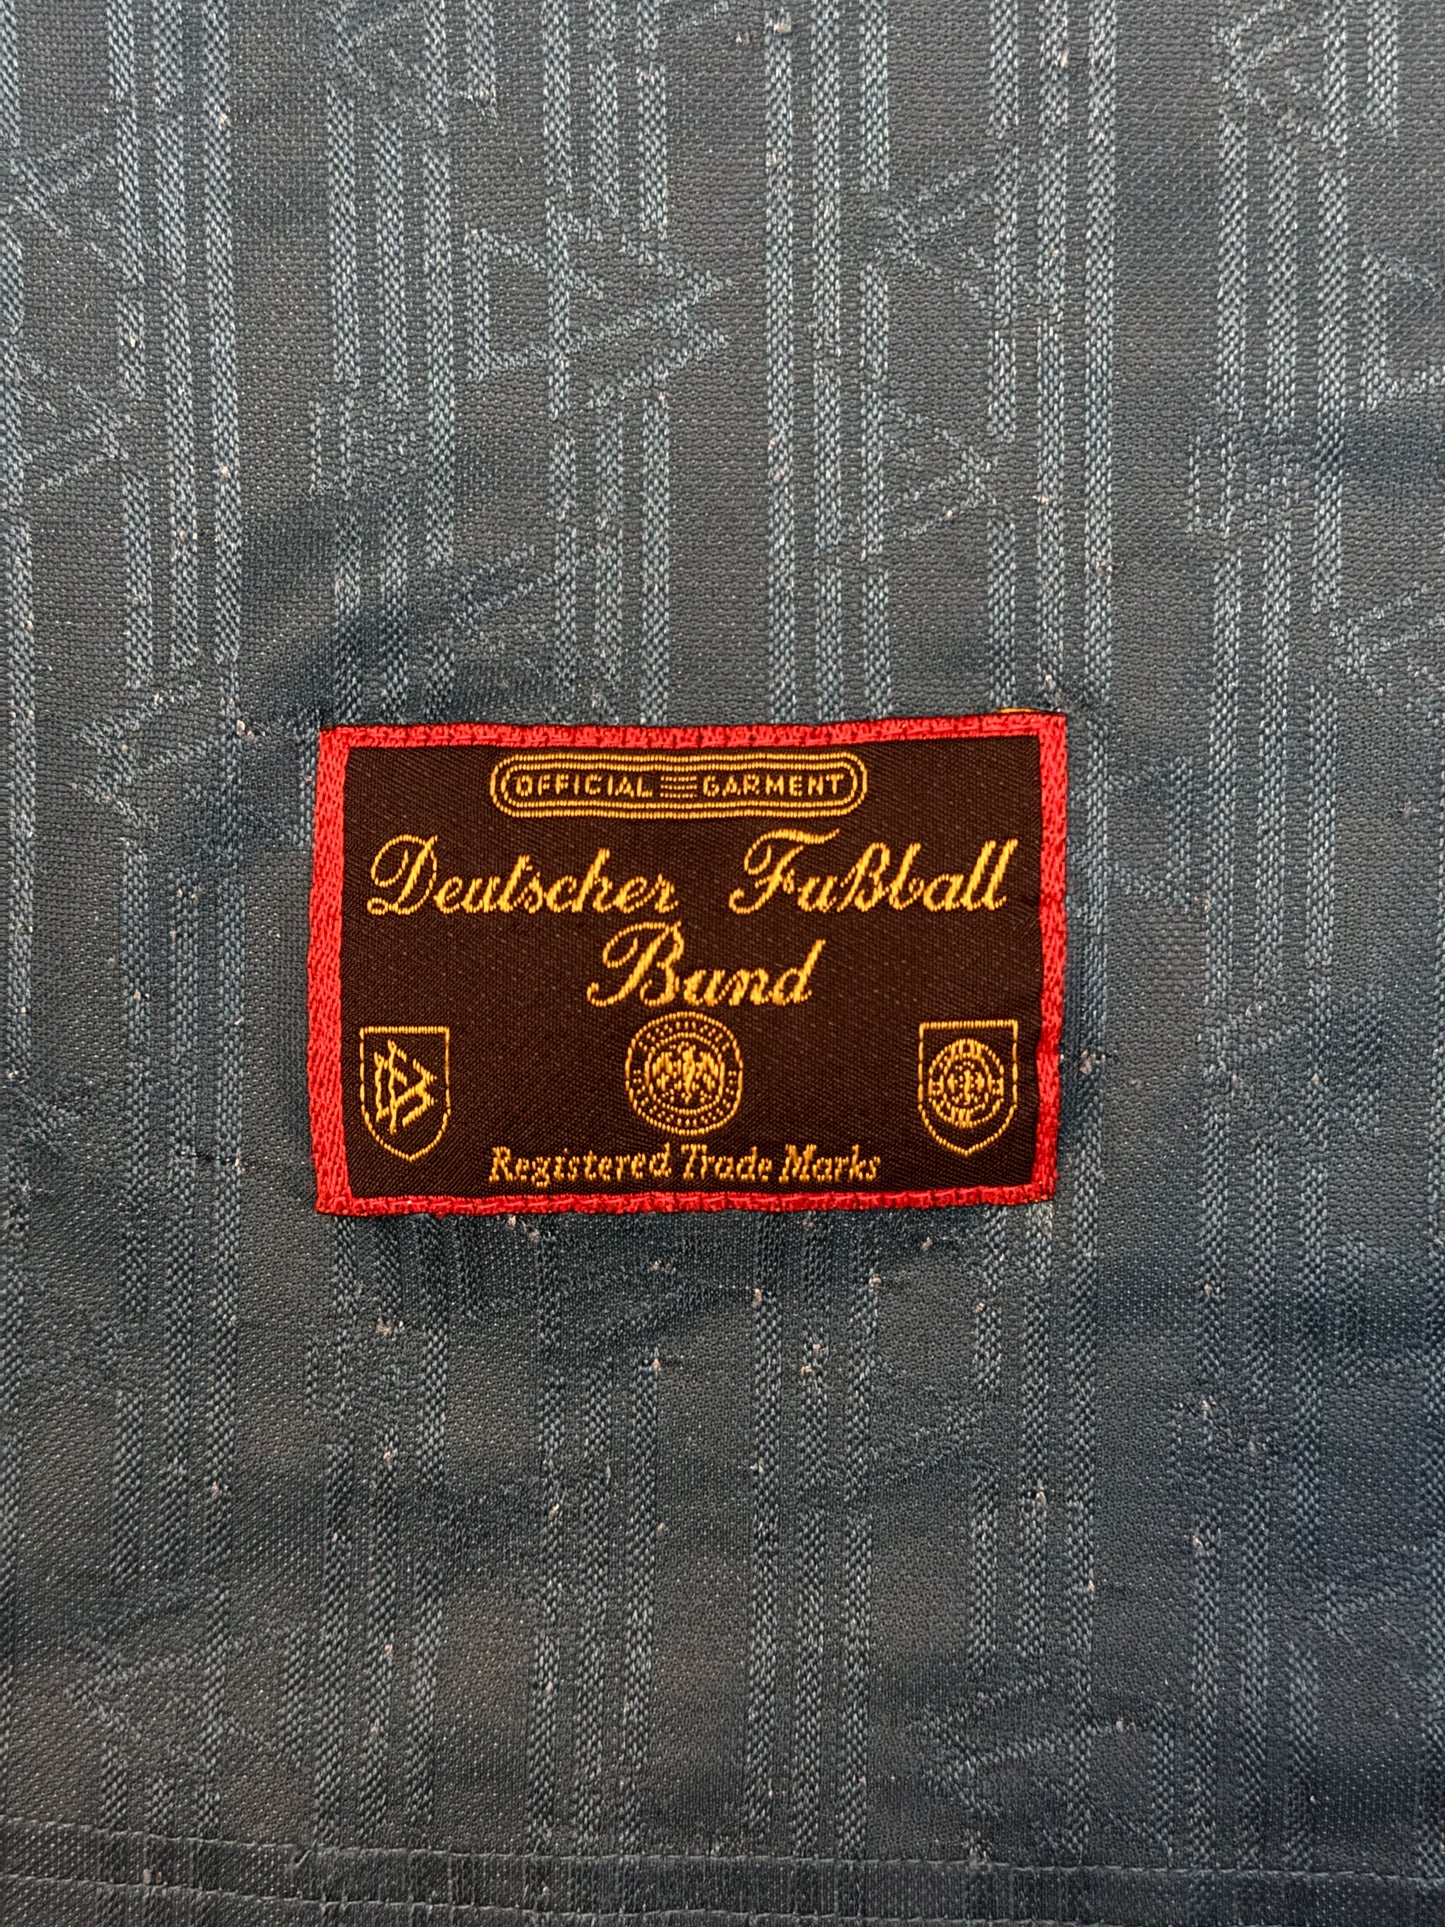 OFFICIAL GARMENT
Deutscher Fußball
Bund
Registered Trade Marks